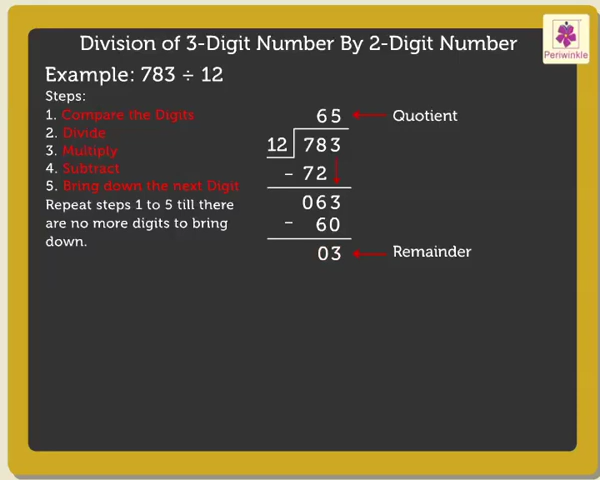 Division of 3-Digit Number By 2-Digit Number
Periwinkle
Example: 783 ÷ 12
Steps:
1. Compare the Digits
2. Divide
3. Multiply
4. Subtract
5. Bring down the next Digit
Repeat steps 1 to 5 till there
are no more digits to bring
down.
65
Quotient
12 783
– 72
063
– 60
03
Remainder